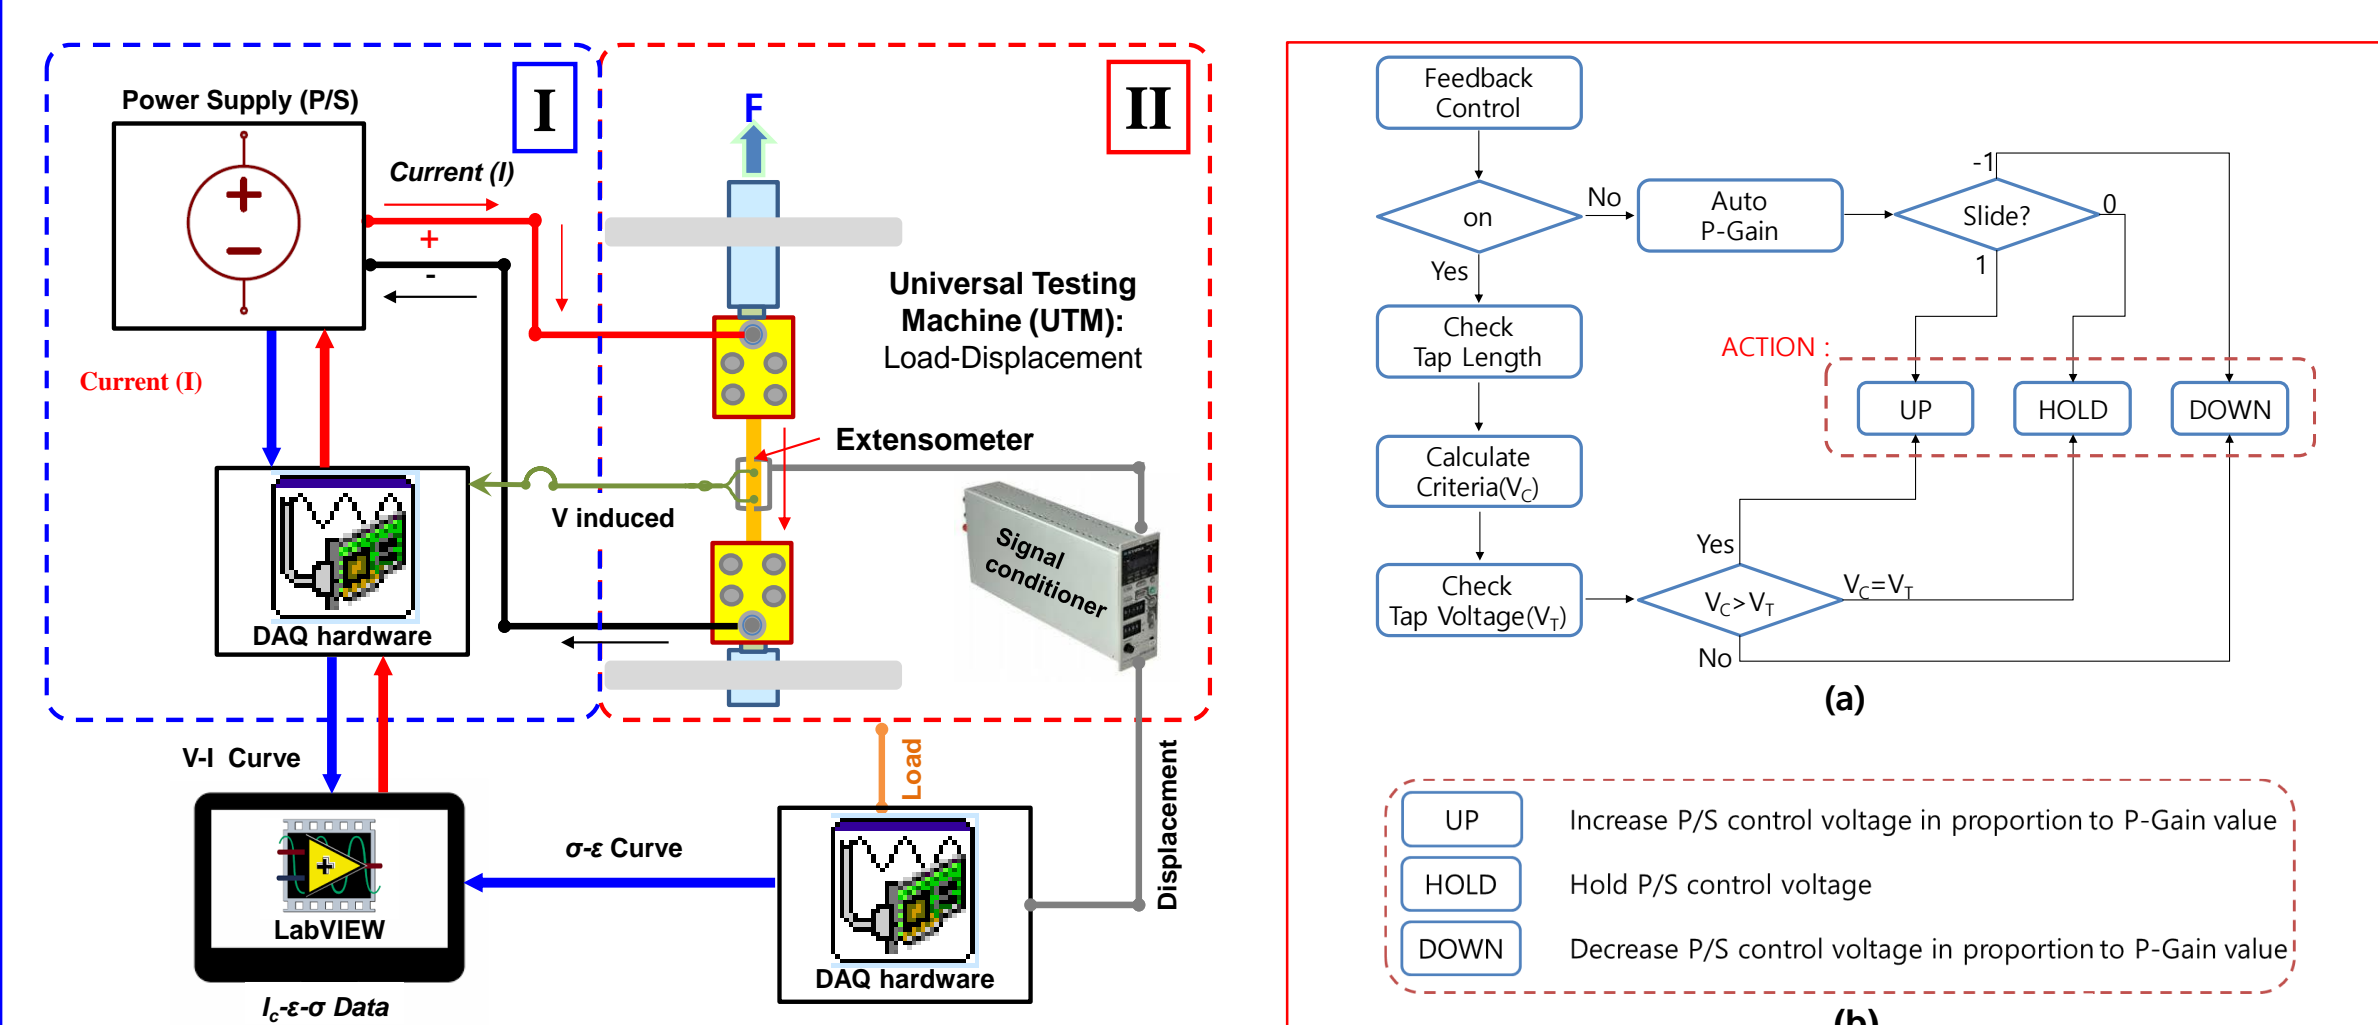 I
II
Power Supply (P/S)
Current (I)
+
-
Current (I)
F
Universal Testing
Machine (UTM):
Load-Displacement
Extensometer
V induced
Signal
conditioner
DAQ hardware
V-I Curve
Load
Displacement
σ-ε Curve
LabVIEW
DAQ hardware
Ic-ε-σ Data
Feedback
Control
on
No
Auto
P-Gain
Slide?
-1
0
1
Yes
Check
Tap Length
ACTION :
UP
HOLD
DOWN
Calculate
Criteria(VC)
Check
Tap Voltage(VT)
Yes
VC>VT
VC=VT
No
(a)
UP Increase P/S control voltage in proportion to P-Gain value
HOLD Hold P/S control voltage
DOWN Decrease P/S control voltage in proportion to P-Gain value
(b)